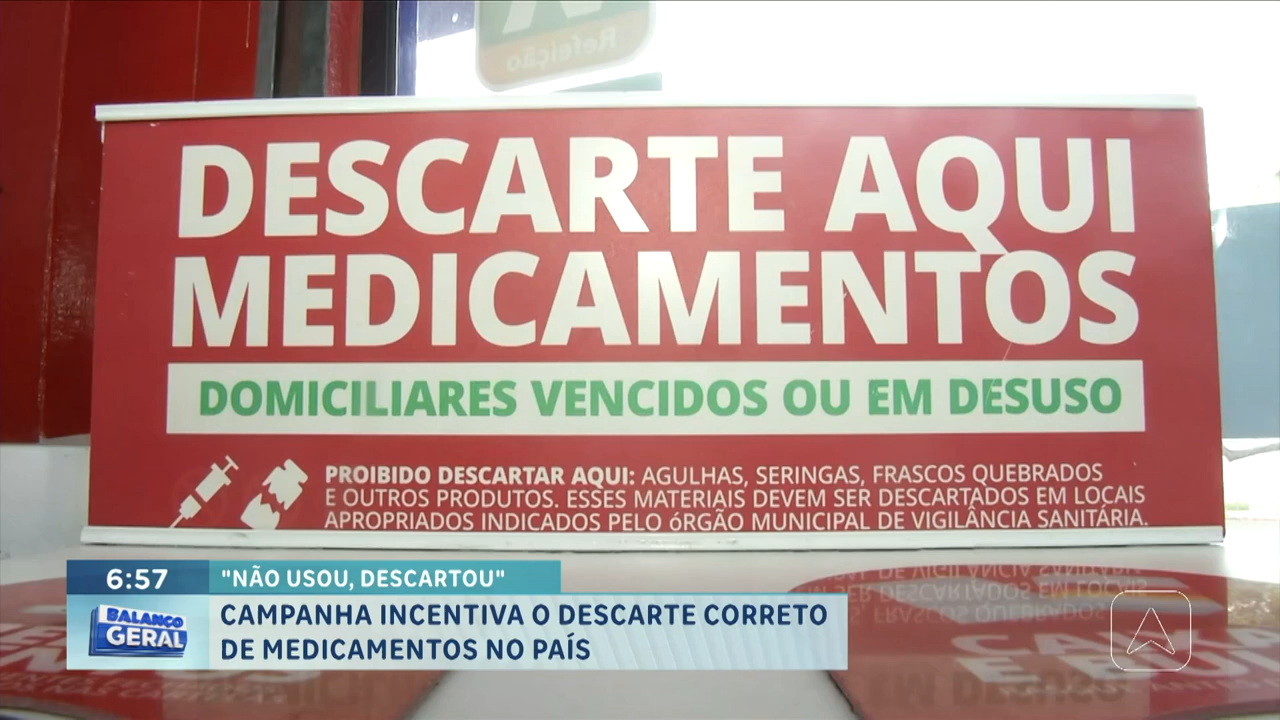 Refeição
DESCARTE AQUI
MEDICAMENTOS
DOMICILIARES VENCIDOS OU EM DESUSO
PROIBIDO DESCARTAR AQUI: AGULHAS, SERINGAS, FRASCOS QUEBRADOS
E OUTROS PRODUTOS. ESSES MATERIAIS DEVEM SER DESCARTADOS EM LOCAIS
APROPRIADOS INDICADOS PELO óRGÃO MUNICIPAL DE VIGILÂNCIA SANITÁRIA.
6:57
"NÃO USOU, DESCARTOU"
BALANÇO
GERAL
CAMPANHA INCENTIVA O DESCARTE CORRETO
DE MEDICAMENTOS NO PAÍS